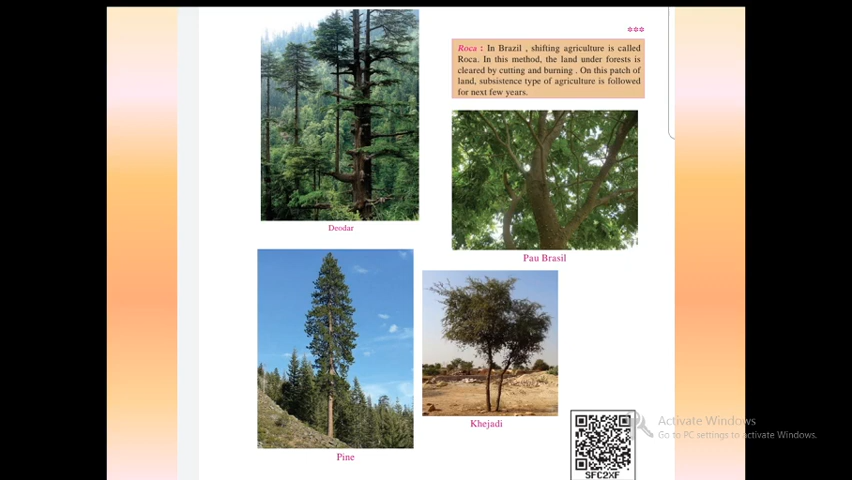 ***
Roca : In Brazil , shifting agriculture is called
Roca. In this method, the land under forests is
cleared by cutting and burning . On this patch of
land, subsistence type of agriculture is followed
for next few years.
Deodar
Pau Brasil
Khejadi
Pine
Activate Windows
Go to PC settings to activate Windows.
SFC2XF